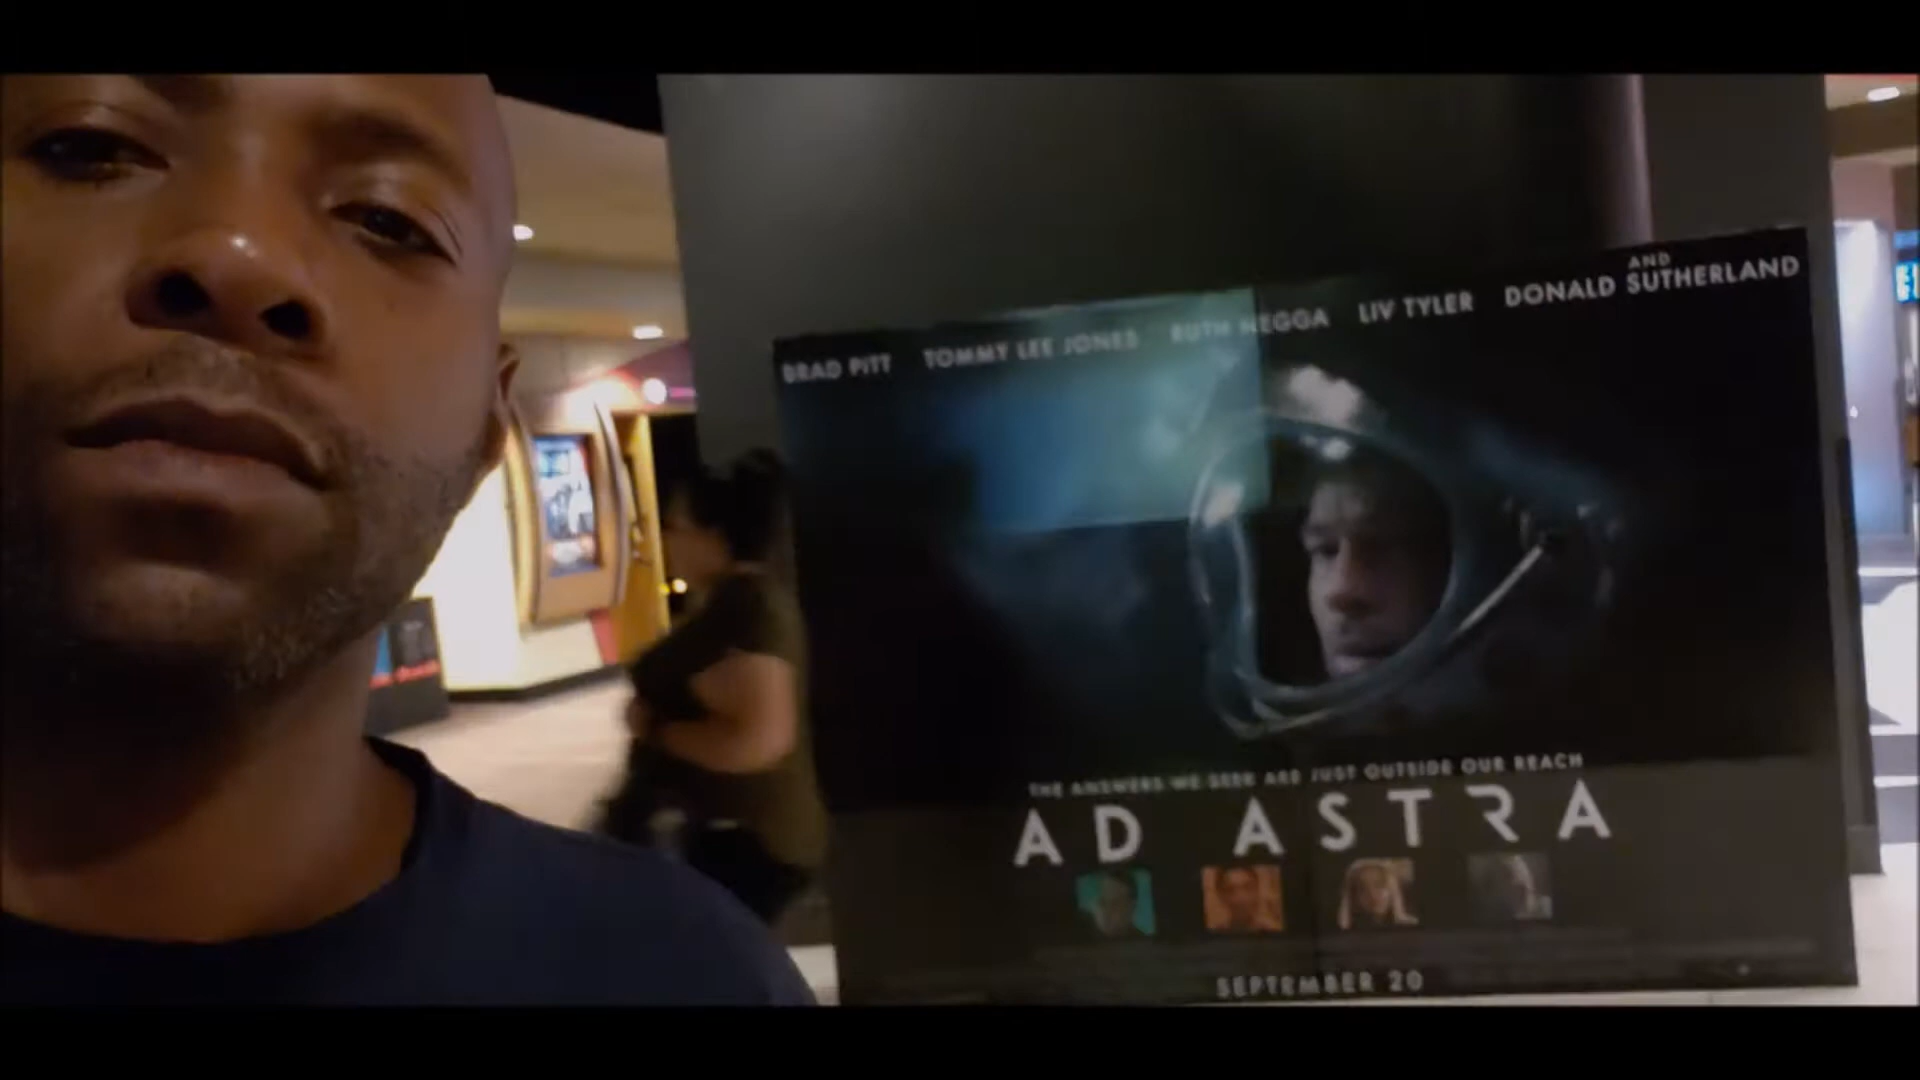 BRAD PITT TOMMY LEE JONES RUTH NEGGA LIV TYLER AND DONALD SUTHERLAND
THE ANSWERS WE SEEK ARE JUST OUTSIDE OUR REACH
AD ASTRA
SEPTEMBER 20